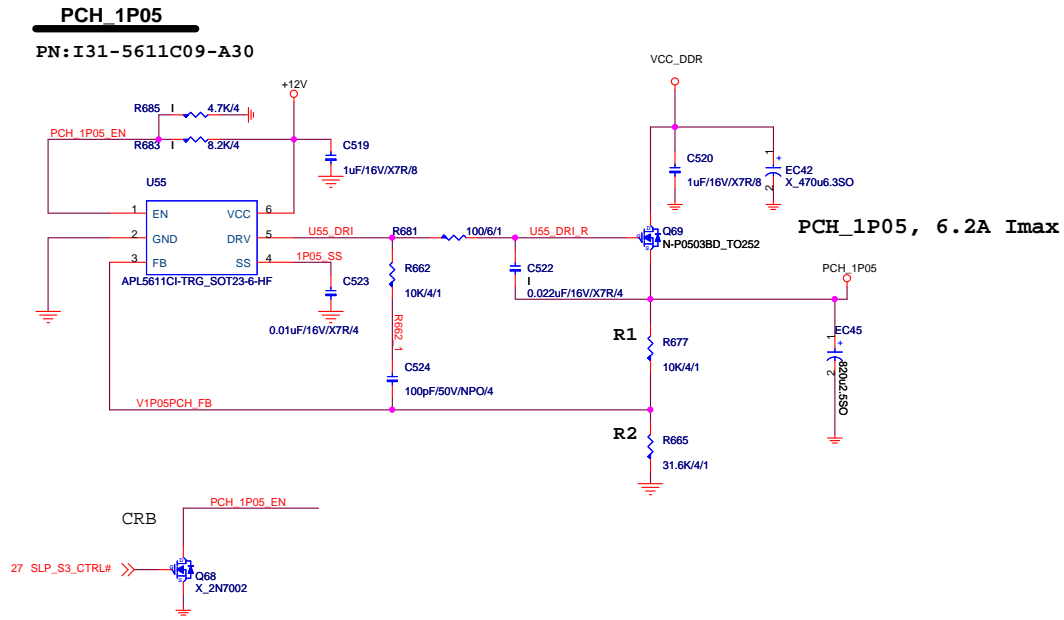 PCH_1P05
PN:I31-5611C09-A30
VCC_DDR
+12V
R685 I 4.7K/4
PCH_1P05_EN
R683 I 8.2K/4
C519
1uF/16V/X7R/8
C520
1uF/16V/X7R/8
1
+
EC42
2
X_470u6.3SO
U55
1 EN VCC 6
2 GND DRV 5
3 FB SS 4
APL5611CI-TRG_SOT23-6-HF
U55_DRI
R681 100/6/1
U55_DRI_R
Q69
N-P0503BD_TO252
PCH_1P05, 6.2A Imax
1P05_SS
C523
0.01uF/16V/X7R/4
R662
10K/4/1
C522
I
0.022uF/16V/X7R/4
PCH_1P05
R662_1
R1
R677
10K/4/1
1
+
EC45
2
820u2.5SO
C524
100pF/50V/NPO/4
V1P05PCH_FB
R2
R665
31.6K/4/1
CRB
PCH_1P05_EN
27 SLP_S3_CTRL#
Q68
X_2N7002